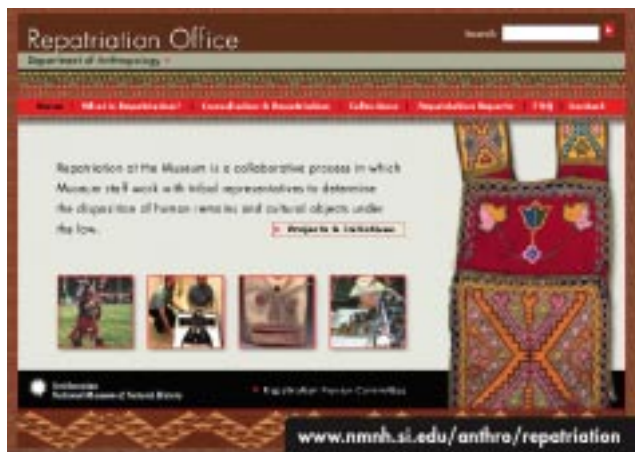 Repatriation Office
Search
Department of Anthropology
Home What is Repatriation? Consultation & Repatriation Collections Repatriation Reports FAQ Contact
Repatriation at the Museum is a collaborative process in which
Museum staff work with tribal representatives to determine
the disposition of human remains and cultural objects under
the law.
Projects & Initiatives
Smithsonian
National Museum of Natural History
Repatriation Review Committee
www.nmnh.si.edu/anthro/repatriation